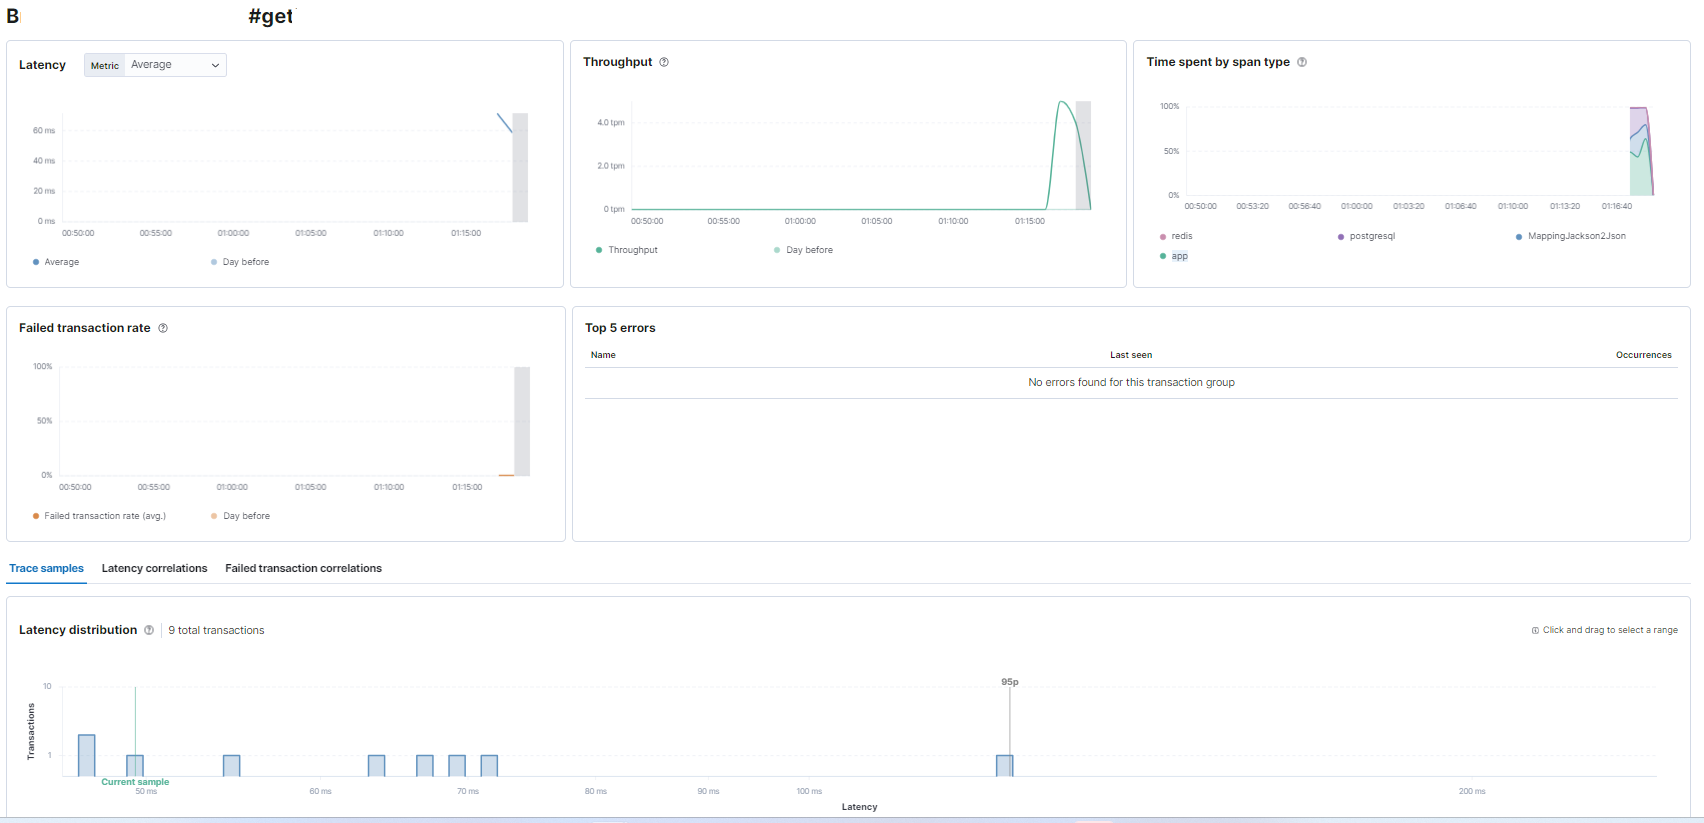 B #get
Latency Metric Average
60 ms
40 ms
20 ms
0 ms
00:50:00 00:55:00 01:00:00 01:05:00 01:10:00 01:15:00
Average Day before
Throughput
4.0 tpm
2.0 tpm
0 tpm
00:50:00 00:55:00 01:00:00 01:05:00 01:10:00 01:15:00
Throughput Day before
Time spent by span type
100%
50%
0%
00:50:00 00:53:20 00:56:40 01:00:00 01:03:20 01:06:40 01:10:00 01:13:20 01:16:40
redis postgresql MappingJackson2Json
app
Failed transaction rate
100%
50%
0%
00:50:00 00:55:00 01:00:00 01:05:00 01:10:00 01:15:00
Failed transaction rate (avg.) Day before
Top 5 errors
Name Last seen Occurrences
No errors found for this transaction group
Trace samples Latency correlations Failed transaction correlations
Latency distribution 9 total transactions Click and drag to select a range
95p
10
1
Transactions
Current sample
50 ms 60 ms 70 ms 80 ms 90 ms 100 ms 200 ms
Latency